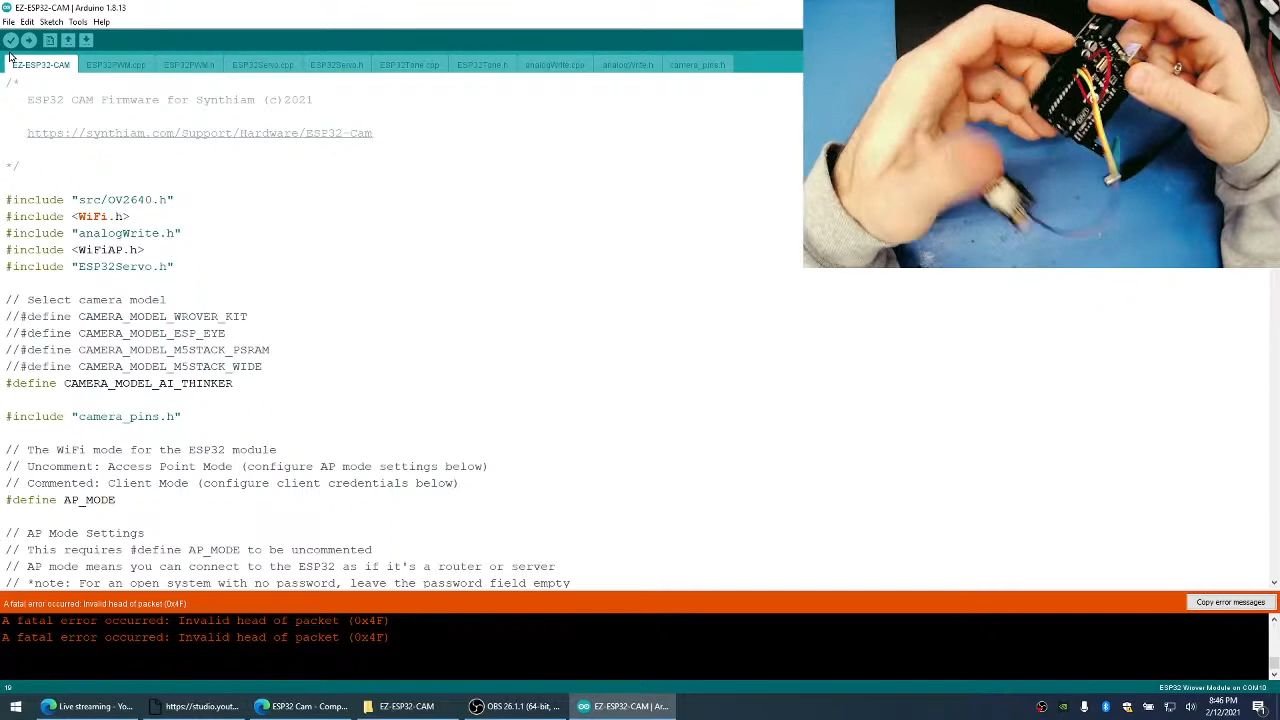 EZ-ESP32-CAM | Arduino 1.8.13
File Edit Sketch Tools Help
EZ-ESP32-CAM ESP32PWM.cpp ESP32PWM.h ESP32Servo.cpp ESP32Servo.h ESP32Tone.cpp ESP32Tone.h analogWrite.cpp analogWrite.h camera_pins.h
/*
ESP32 CAM Firmware for Synthiam (c)2021
https://synthiam.com/Support/Hardware/ESP32-Cam
*/
#include "src/OV2640.h"
#include <WiFi.h>
#include "analogWrite.h"
#include <WiFiAP.h>
#include "ESP32Servo.h"
// Select camera model
//#define CAMERA_MODEL_WROVER_KIT
//#define CAMERA_MODEL_ESP_EYE
//#define CAMERA_MODEL_M5STACK_PSRAM
//#define CAMERA_MODEL_M5STACK_WIDE
#define CAMERA_MODEL_AI_THINKER
#include "camera_pins.h"
// The WiFi mode for the ESP32 module
// Uncomment: Access Point Mode (configure AP mode settings below)
// Commented: Client Mode (configure client credentials below)
#define AP_MODE
// AP Mode Settings
// This requires #define AP_MODE to be uncommented
// AP mode means you can connect to the ESP32 as if it's a router or server
// *note: For an open system with no password, leave the password field empty
A fatal error occurred: Invalid head of packet (0x4F)
Copy error messages
A fatal error occurred: Invalid head of packet (0x4F)
A fatal error occurred: Invalid head of packet (0x4F)
19
ESP32 Wrover Module on COM10
Live streaming - Yo... https://studio.yout... ESP32 Cam - Comp... EZ-ESP32-CAM OBS 26.1.1 (64-bit, ... EZ-ESP32-CAM | Ar...
8:46 PM
2/12/2021